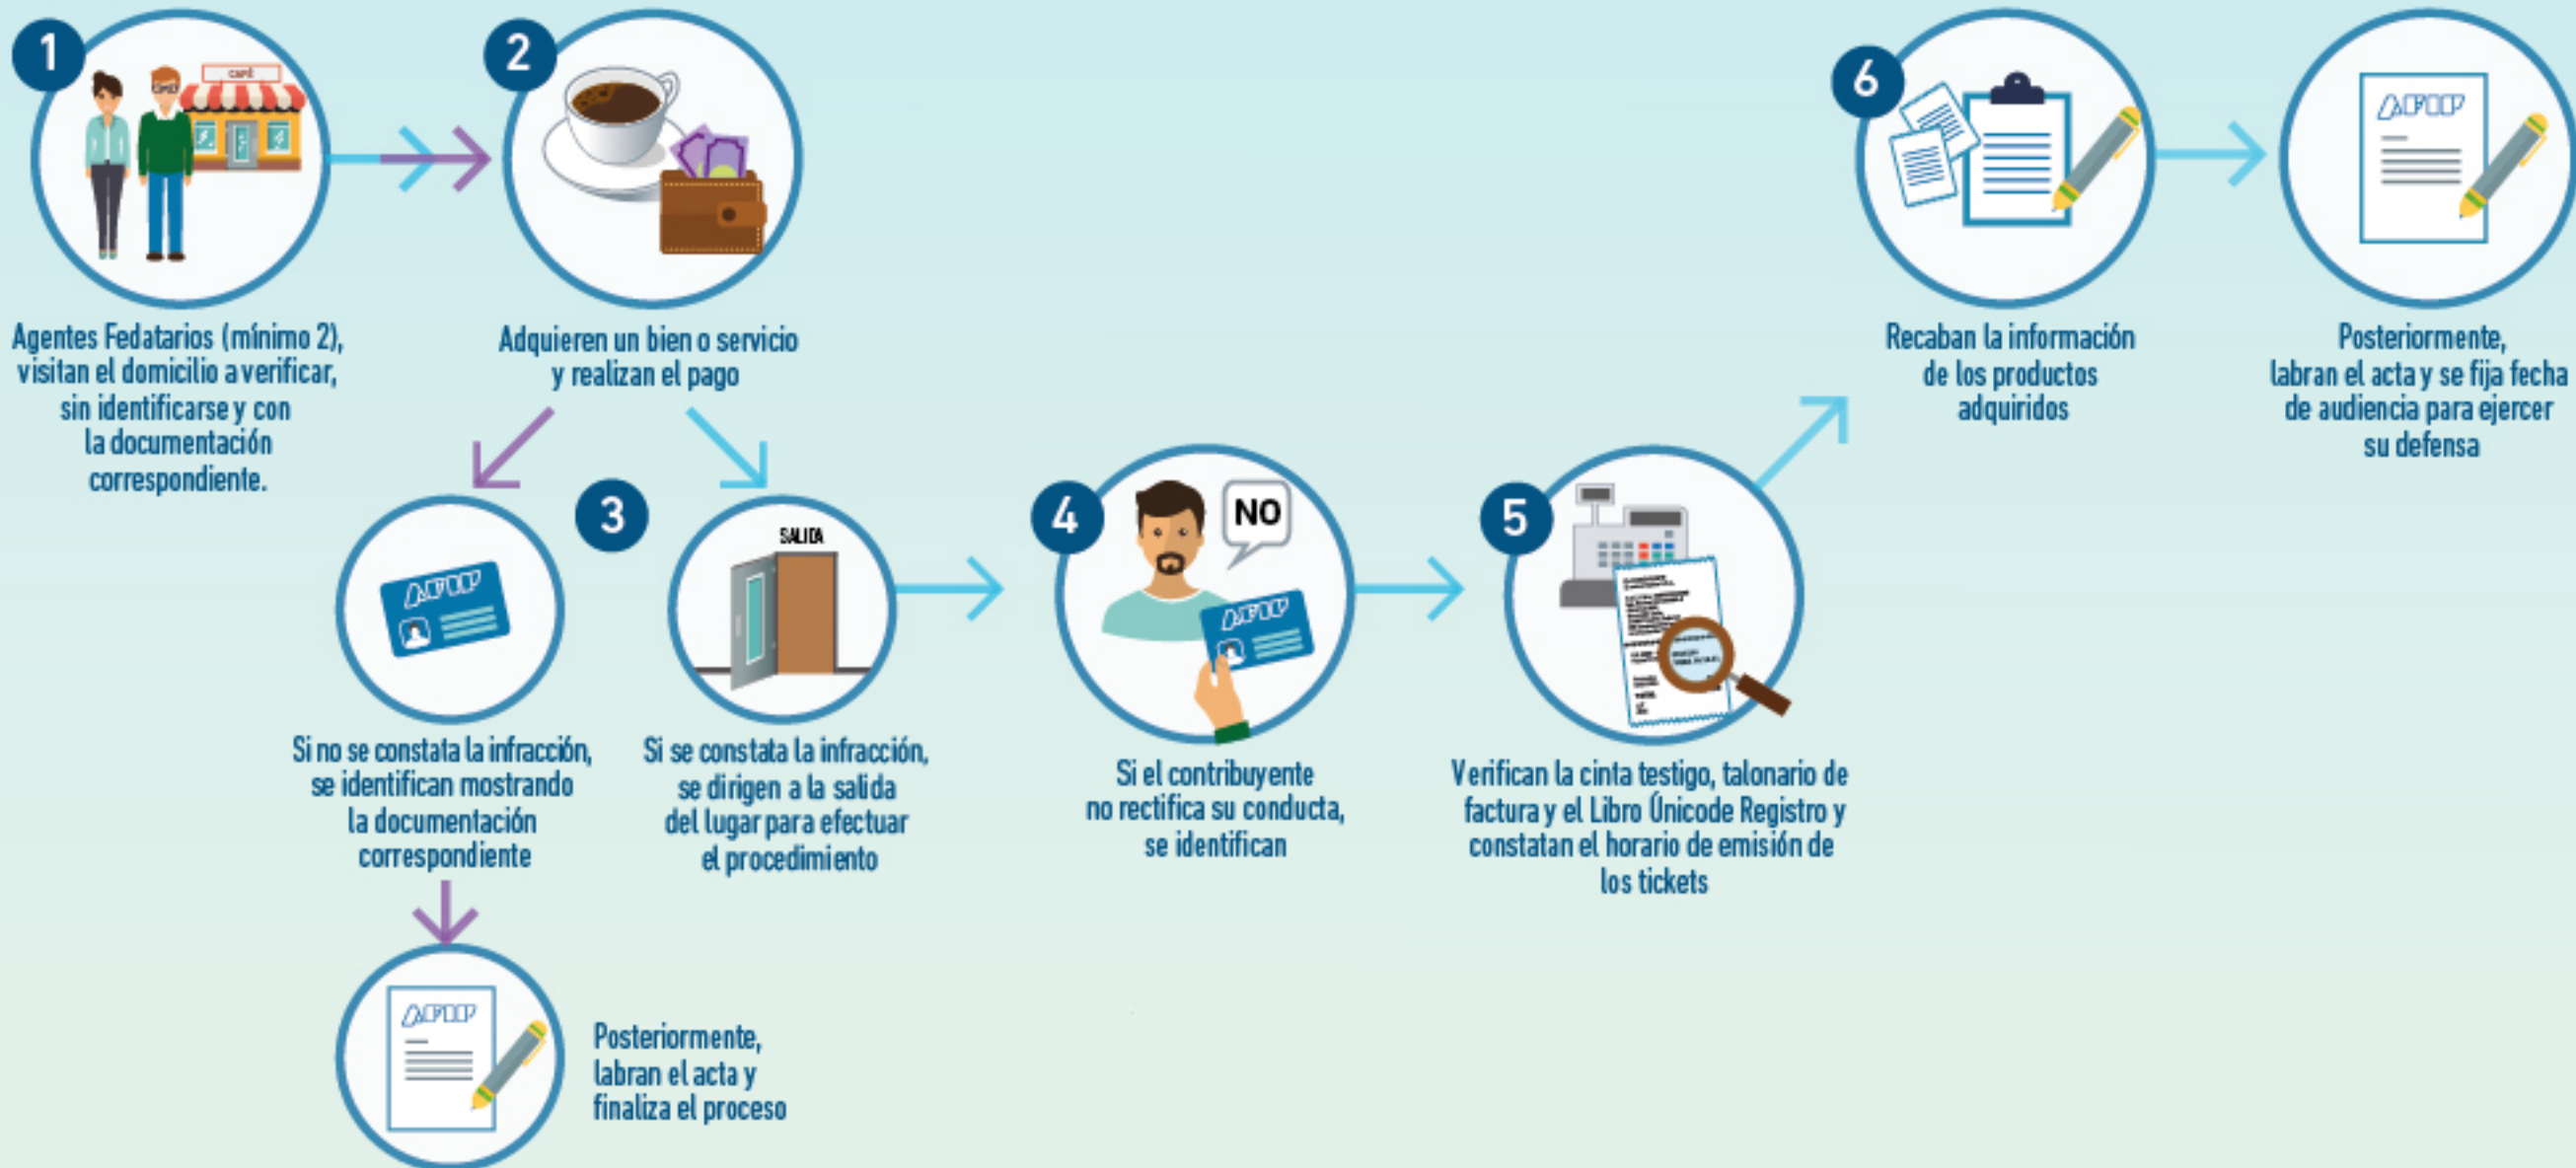 1
CAFÉ
Agentes Fedatarios (mínimo 2),
visitan el domicilio a verificar,
sin identificarse y con
la documentación
correspondiente.
2
Adquieren un bien o servicio
y realizan el pago
3
AFIP
Si no se constata la infracción,
se identifican mostrando
la documentación
correspondiente
AFIP
Posteriormente,
labran el acta y
finaliza el proceso
SALIDA
Si se constata la infracción,
se dirigen a la salida
del lugar para efectuar
el procedimiento
4
NO
AFIP
Si el contribuyente
no rectifica su conducta,
se identifican
5
Verifican la cinta testigo, talonario de
factura y el Libro Únicode Registro y
constatan el horario de emisión de
los tickets
6
Recaban la información
de los productos
adquiridos
AFIP
Posteriormente,
labran el acta y se fija fecha
de audiencia para ejercer
su defensa